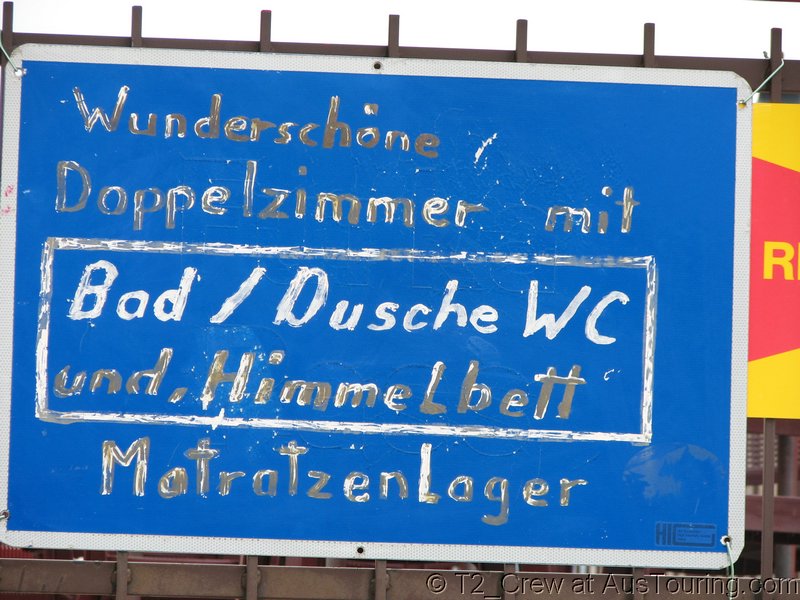 Wunderschöne
Doppelzimmer mit
Bad / Dusche WC
und, Himmelbett
Matratzenlager
© T2_Crew at AusTouring.com